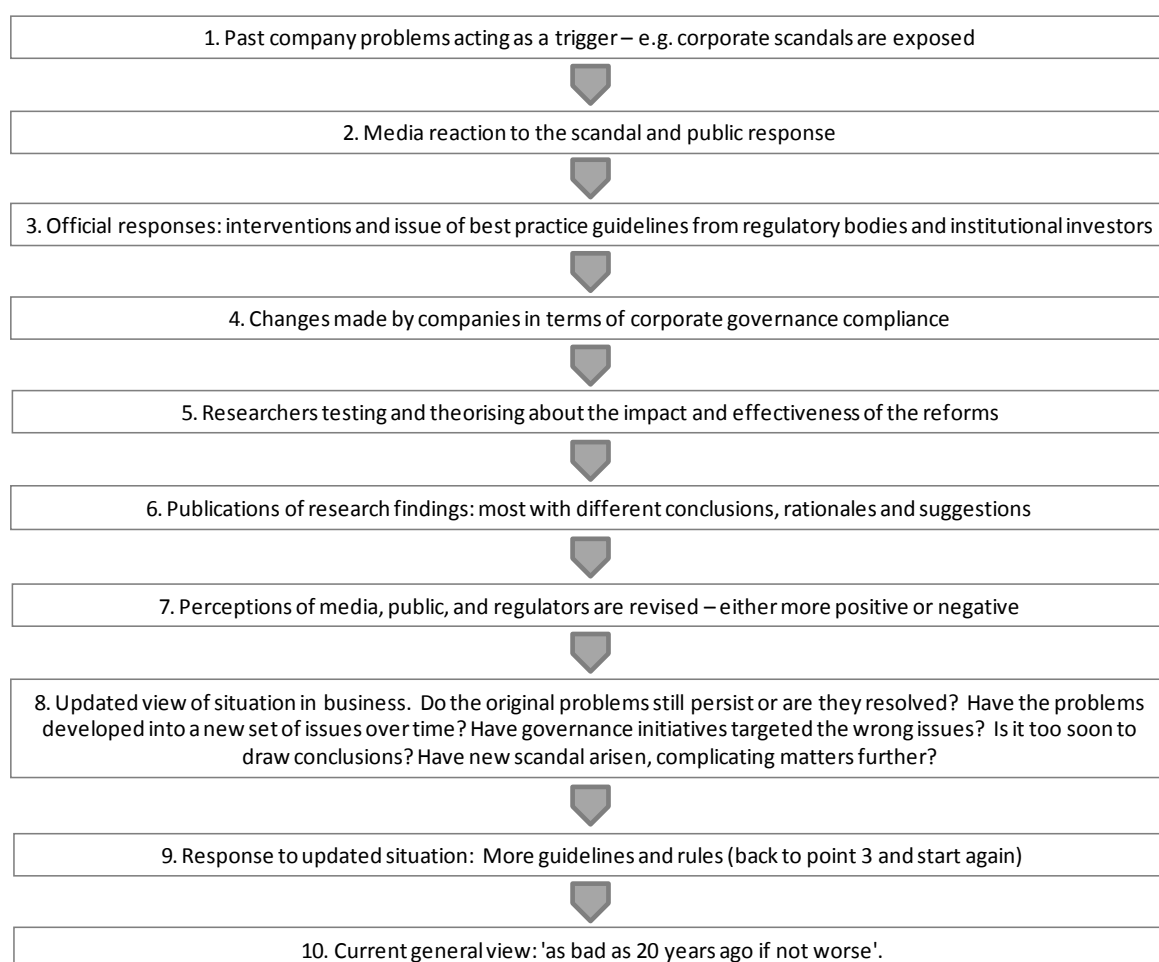 1. Past company problems acting as a trigger – e.g. corporate scandals are exposed
2. Media reaction to the scandal and public response
3. Official responses: interventions and issue of best practice guidelines from regulatory bodies and institutional investors
4. Changes made by companies in terms of corporate governance compliance
5. Researchers testing and theorising about the impact and effectiveness of the reforms
6. Publications of research findings: most with different conclusions, rationales and suggestions
7. Perceptions of media, public, and regulators are revised – either more positive or negative
8. Updated view of situation in business. Do the original problems still persist or are they resolved? Have the problems
developed into a new set of issues over time? Have governance initiatives targeted the wrong issues? Is it too soon to
draw conclusions? Have new scandal arisen, complicating matters further?
9. Response to updated situation: More guidelines and rules (back to point 3 and start again)
10. Current general view: 'as bad as 20 years ago if not worse'.